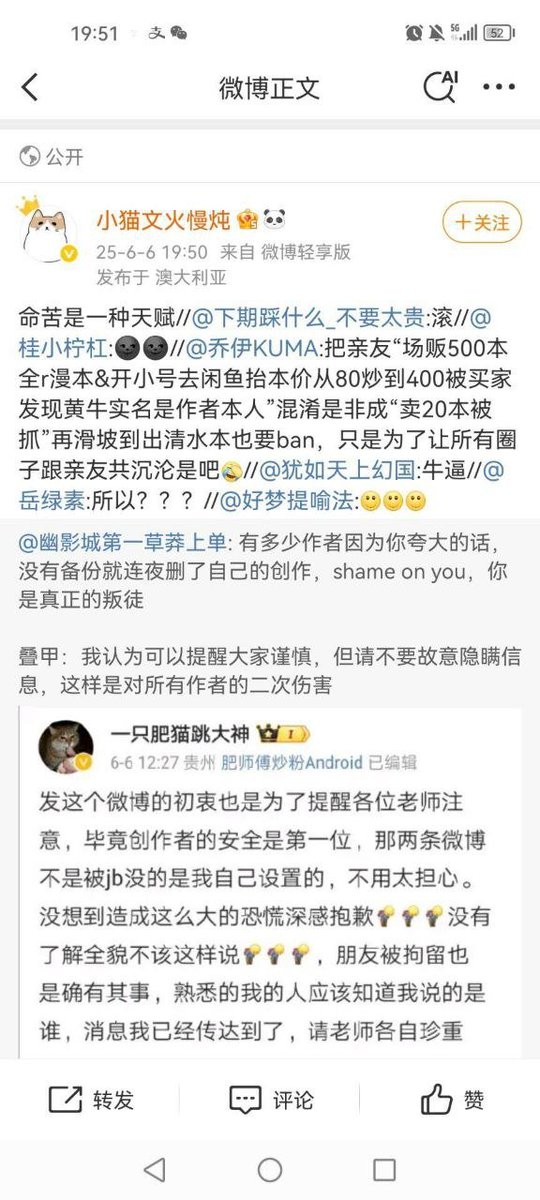 19:51
支
5G
52
微博正文
AI
公开
小猫文火慢炖
+关注
25-6-6 19:50 来自 微博轻享版
发布于 澳大利亚
命苦是一种天赋//@下期踩什么_不要太贵:滚//@
桂小柠杠:🌚🌚//@乔伊KUMA:把亲友“场贩500本
全r漫本&开小号去闲鱼抬本价从80炒到400被买家
发现黄牛实名是作者本人”混淆是非成“卖20本被
抓”再滑坡到出清水本也要ban，只是为了让所有圈
子跟亲友共沉沦是吧🤣//@犹如天上幻国:牛逼//@
岳绿素:所以？？？//@好梦提喻法:🙂🙂🙂
@幽影城第一草莽上单: 有多少作者因为你夸大的话，
没有备份就连夜删了自己的创作，shame on you，你
是真正的叛徒
叠甲：我认为可以提醒大家谨慎，但请不要故意隐瞒信
息，这样是对所有作者的二次伤害
一只肥猫跳大神 I
6-6 12:27 贵州 肥师傅炒粉Android 已编辑
发这个微博的初衷也是为了提醒各位老师注
意，毕竟创作者的安全是第一位，那两条微博
不是被jb没的是我自己设置的，不用太担心。
没想到造成这么大的恐慌深感抱歉🥀🥀🥀没有
了解全貌不该这样说🥀🥀🥀，朋友被拘留也
是确有其事，熟悉的我的人应该知道我说的是
谁，消息我已经传达到了，请老师各自珍重
转发
评论
赞